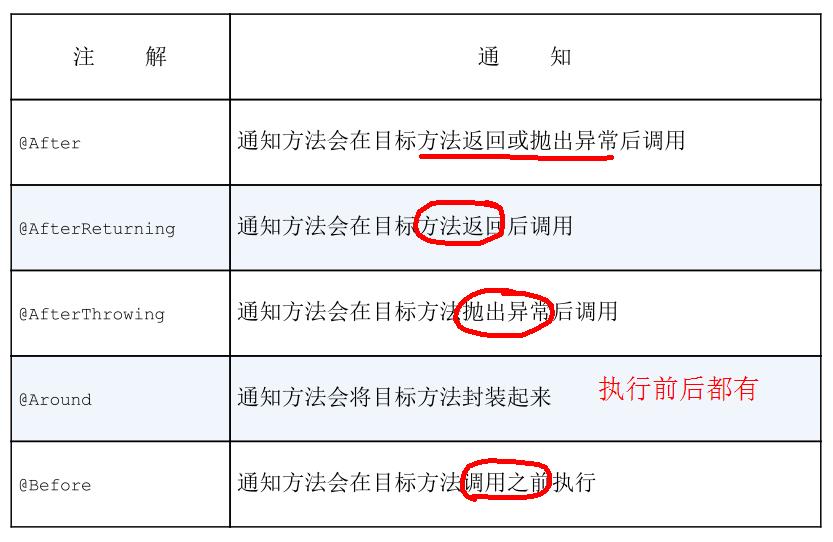 注 解 通 知
@After 通知方法会在目标方法返回或抛出异常后调用
@AfterReturning 通知方法会在目标方法返回后调用
@AfterThrowing 通知方法会在目标方法抛出异常后调用
@Around 通知方法会将目标方法封装起来 执行前后都有
@Before 通知方法会在目标方法调用之前执行